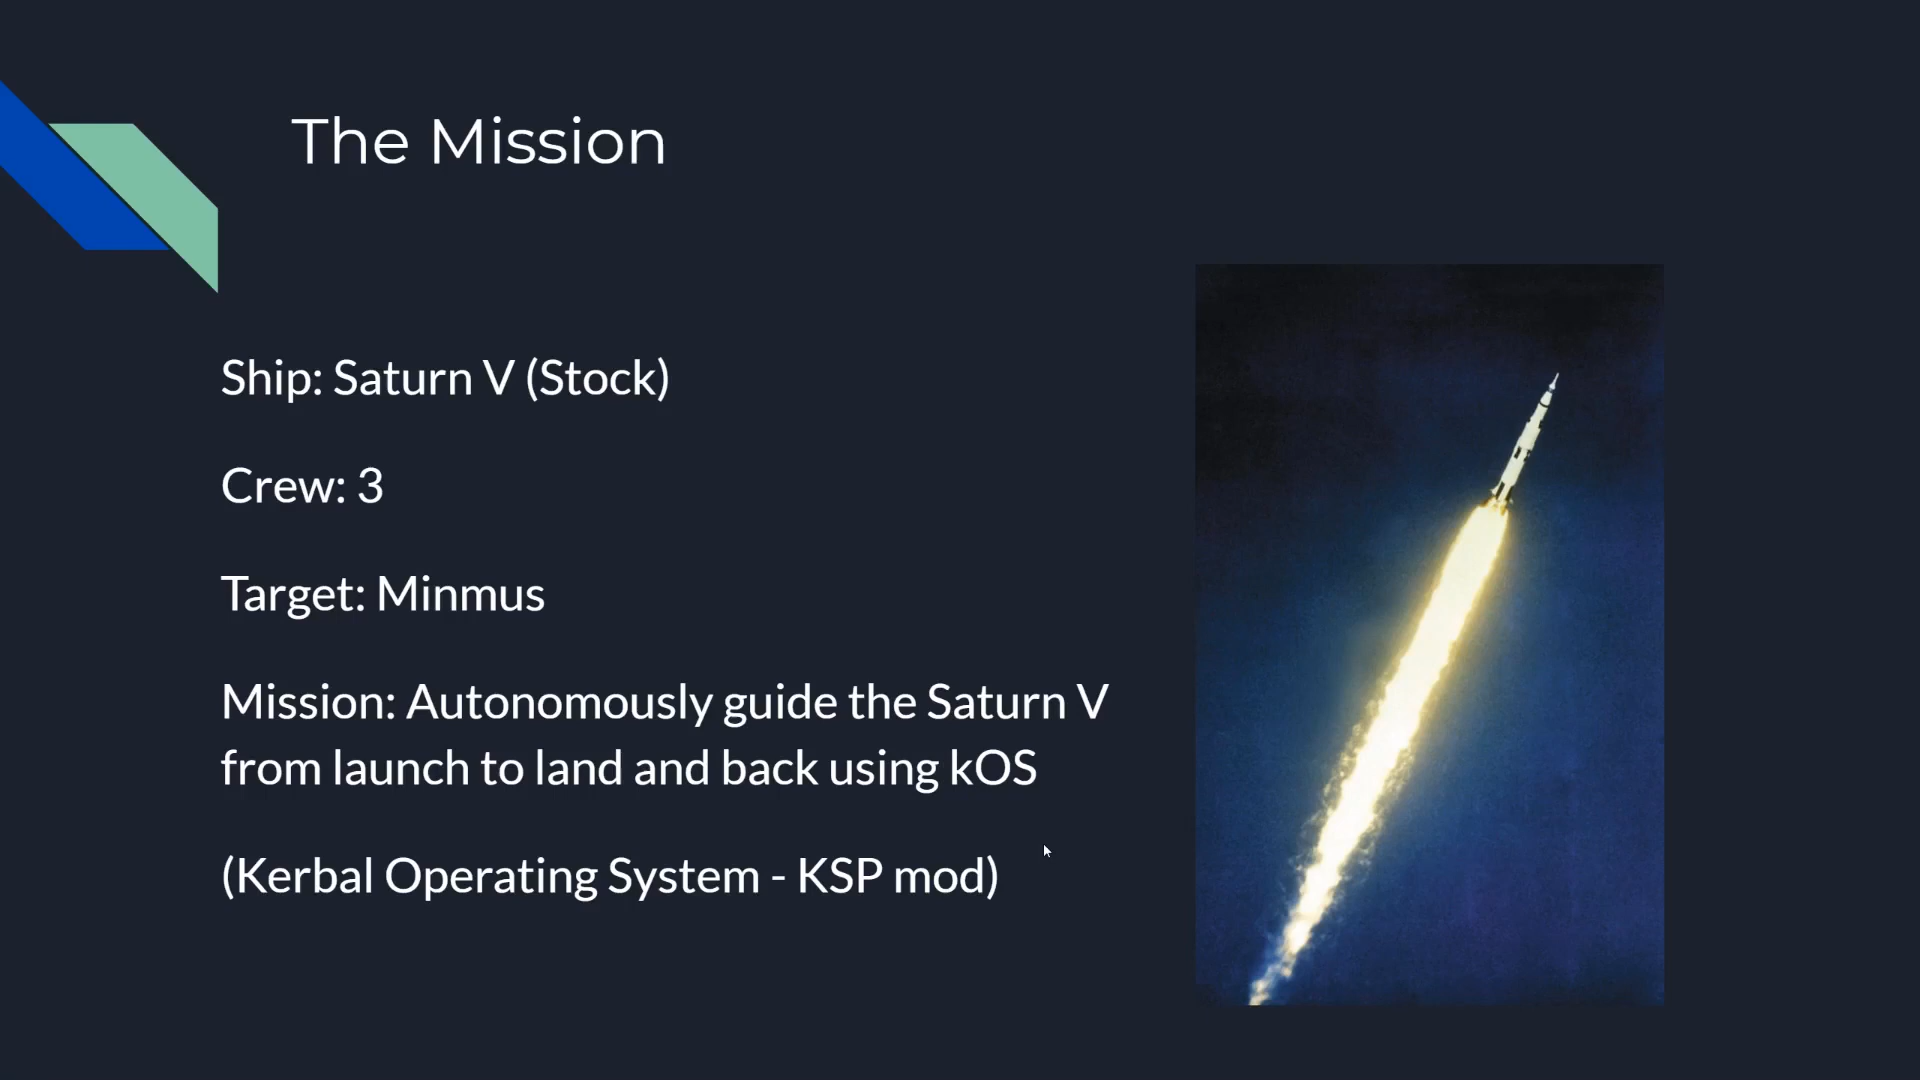 The Mission
Ship: Saturn V (Stock)
Crew: 3
Target: Minmus
Mission: Autonomously guide the Saturn V
from launch to land and back using kOS
(Kerbal Operating System - KSP mod)